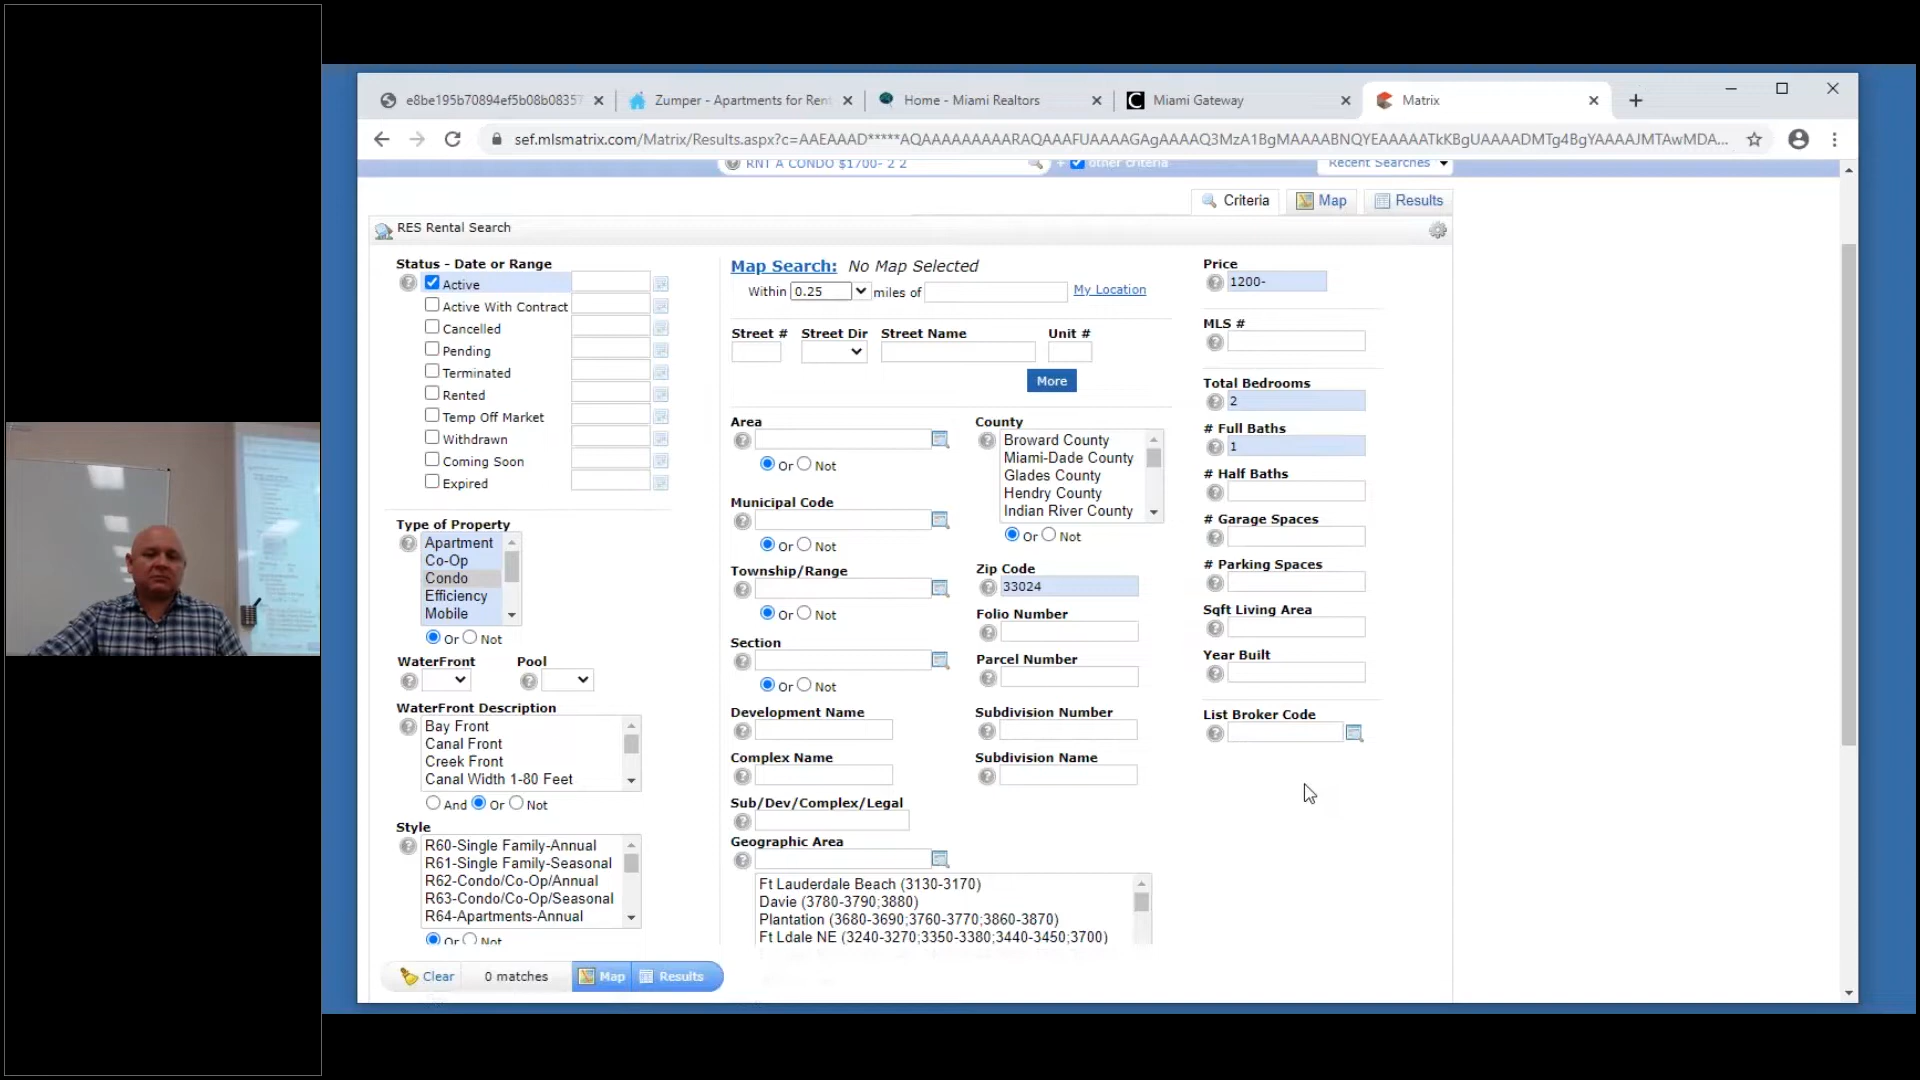 e8be195b70894ef5b08b08357
Zumper - Apartments for Ren
Home - Miami Realtors
Miami Gateway
Matrix
sef.mlsmatrix.com/Matrix/Results.aspx?c=AAEAAAD*****AQAAAAAAAAARAQAAAFUAAAAGAgAAAAQ3MzA1BgMAAAABNQYEAAAAATkKBgUAAAADMTg4BgYAAAAJMTAwMDA...
RNT A CONDO $1700- 2 2
+ other criteria
Recent Searches
Criteria
Map
Results
RES Rental Search
Status - Date or Range
Active
Active With Contract
Cancelled
Pending
Terminated
Rented
Temp Off Market
Withdrawn
Coming Soon
Expired
Type of Property
Apartment
Co-Op
Condo
Efficiency
Mobile
Or Not
WaterFront Pool
WaterFront Description
Bay Front
Canal Front
Creek Front
Canal Width 1-80 Feet
And Or Not
Style
R60-Single Family-Annual
R61-Single Family-Seasonal
R62-Condo/Co-Op/Annual
R63-Condo/Co-Op/Seasonal
R64-Apartments-Annual
Or Not
Map Search: No Map Selected
Within 0.25 miles of My Location
Street # Street Dir Street Name Unit #
More
Area
Or Not
Municipal Code
Or Not
Township/Range
Or Not
Section
Or Not
Development Name
Complex Name
Sub/Dev/Complex/Legal
Geographic Area
Ft Lauderdale Beach (3130-3170)
Davie (3780-3790;3880)
Plantation (3680-3690;3760-3770;3860-3870)
Ft Ldale NE (3240-3270;3350-3380;3440-3450;3700)
County
Broward County
Miami-Dade County
Glades County
Hendry County
Indian River County
Or Not
Zip Code
33024
Folio Number
Parcel Number
Subdivision Number
Subdivision Name
Price
1200-
MLS #
Total Bedrooms
2
# Full Baths
1
# Half Baths
# Garage Spaces
# Parking Spaces
Sqft Living Area
Year Built
List Broker Code
Clear
0 matches
Map
Results